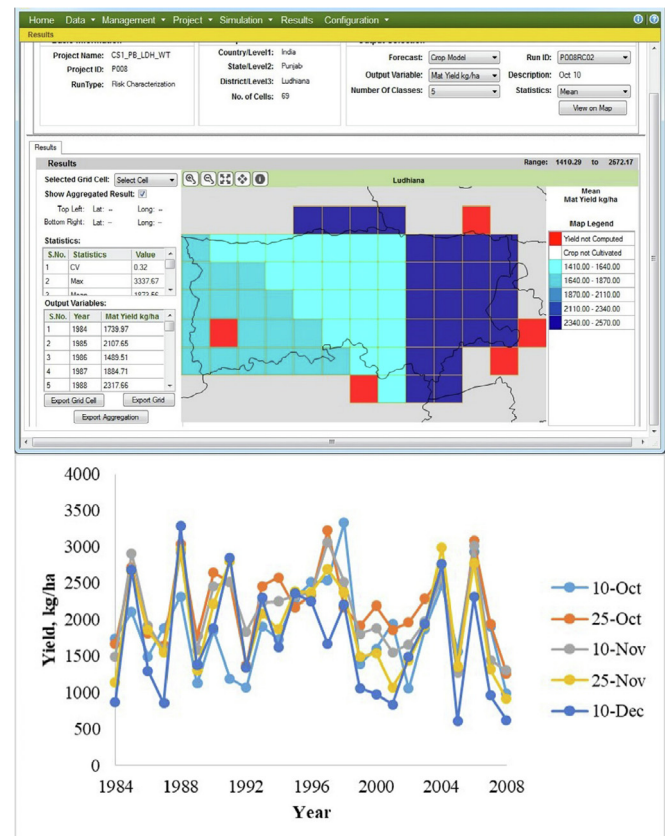 Home Data Management Project Simulation Results Configuration
Results
Project Name: CS1_PB_LDH_WT
Project ID: P008
RunType: Risk Characterization
Country/Level1: India
State/Level2: Punjab
District/Level3: Ludhiana
No. of Cells: 69
Forecast: Crop Model
Run ID: P008RC02
Output Variable: Mat Yield kg/ha
Description: Oct 10
Number Of Classes: 5
Statistics: Mean
View on Map
Results
Results
Range: 1410.29 to 2672.17
Selected Grid Cell: Select Cell
Ludhiana
Show Aggregated Result:
Top Left: Lat: -- Long: --
Bottom Right: Lat: -- Long: --
Statistics:
S.No. Statistics Value
1 CV 0.32
2 Max 3337.67
Output Variables:
S.No. Year Mat Yield kg/ha
1 1984 1739.97
2 1985 2107.65
3 1986 1489.51
4 1987 1884.71
5 1988 2317.66
Export Grid Cell Export Grid
Export Aggregation
Mean
Mat Yield kg/ha
Map Legend
Yield not Computed
Crop not Cultivated
1410.00 - 1640.00
1640.00 - 1870.00
1870.00 - 2110.00
2110.00 - 2340.00
2340.00 - 2570.00
4000
3500
3000
2500
2000
1500
1000
500
0
Yield, kg/ha
1984 1988 1992 1996 2000 2004 2008
Year
10-Oct
25-Oct
10-Nov
25-Nov
10-Dec